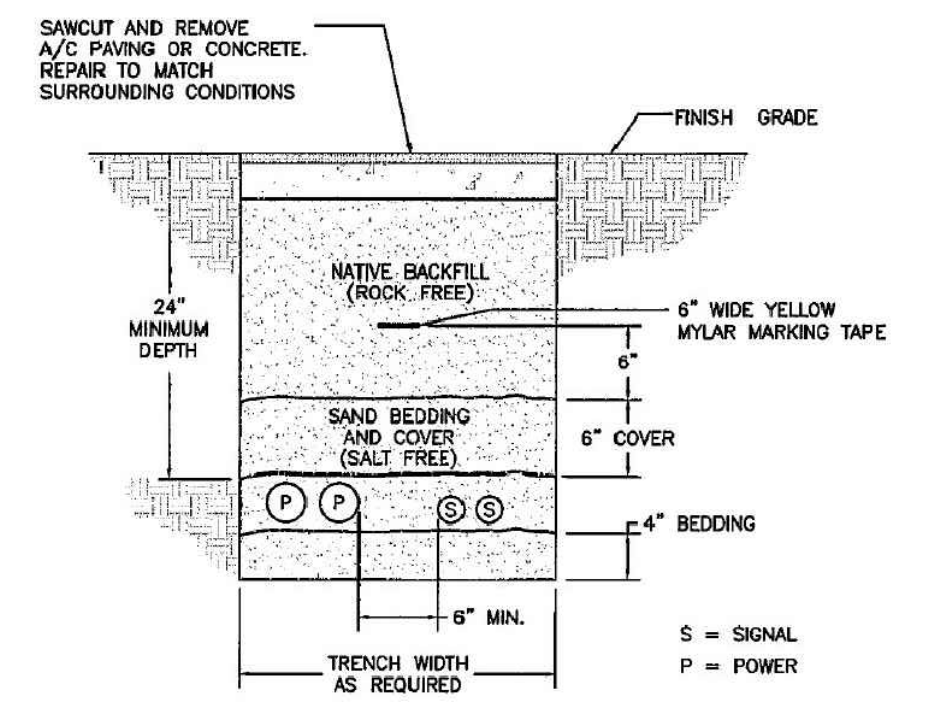 SAWCUT AND REMOVE
A/C PAVING OR CONCRETE.
REPAIR TO MATCH
SURROUNDING CONDITIONS
FINISH GRADE
NATIVE BACKFILL
(ROCK FREE)
24"
MINIMUM
DEPTH
6" WIDE YELLOW
MYLAR MARKING TAPE
6"
SAND BEDDING
AND COVER
(SALT FREE)
6" COVER
P P S S
4" BEDDING
6" MIN.
S = SIGNAL
P = POWER
TRENCH WIDTH
AS REQUIRED